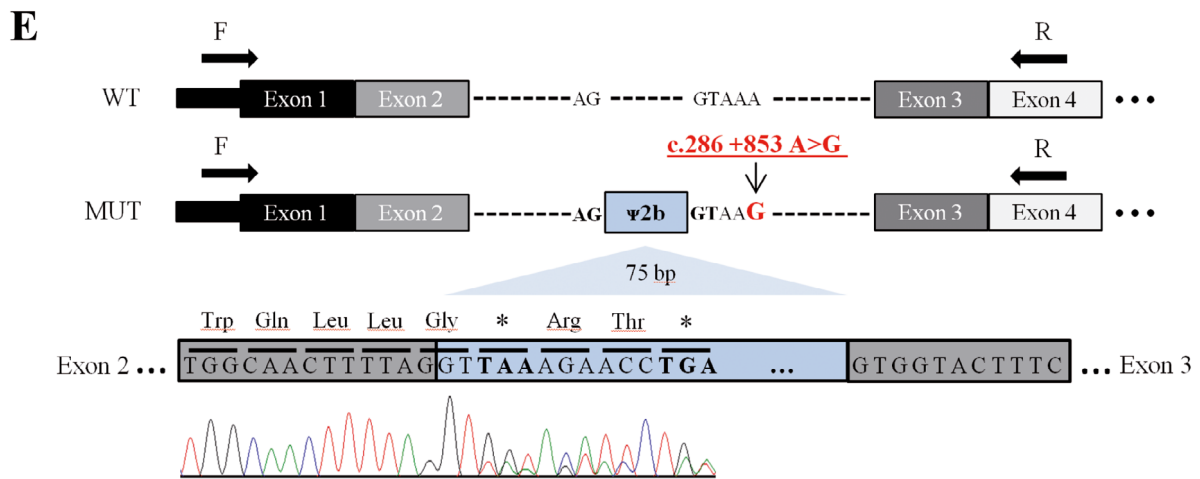 E
F R
WT Exon 1 Exon 2 AG GTAAA Exon 3 Exon 4 •••
c.286 +853 A>G
F R
MUT Exon 1 Exon 2 AG Ψ2b GTAAG Exon 3 Exon 4 •••
75 bp
Trp Gln Leu Leu Gly * Arg Thr *
Exon 2 ... TGGCAACTTTTAGGTTAAAGAACCTGA ... GTGGTACTTTC ... Exon 3